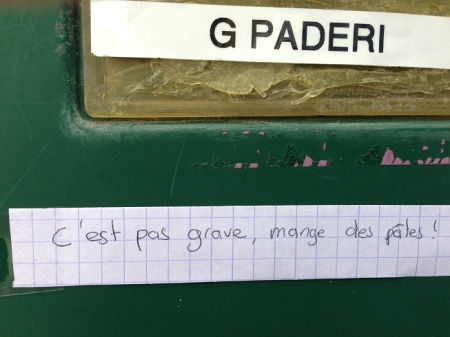 G PADERI
C'est pas grave, mange des pâtes !